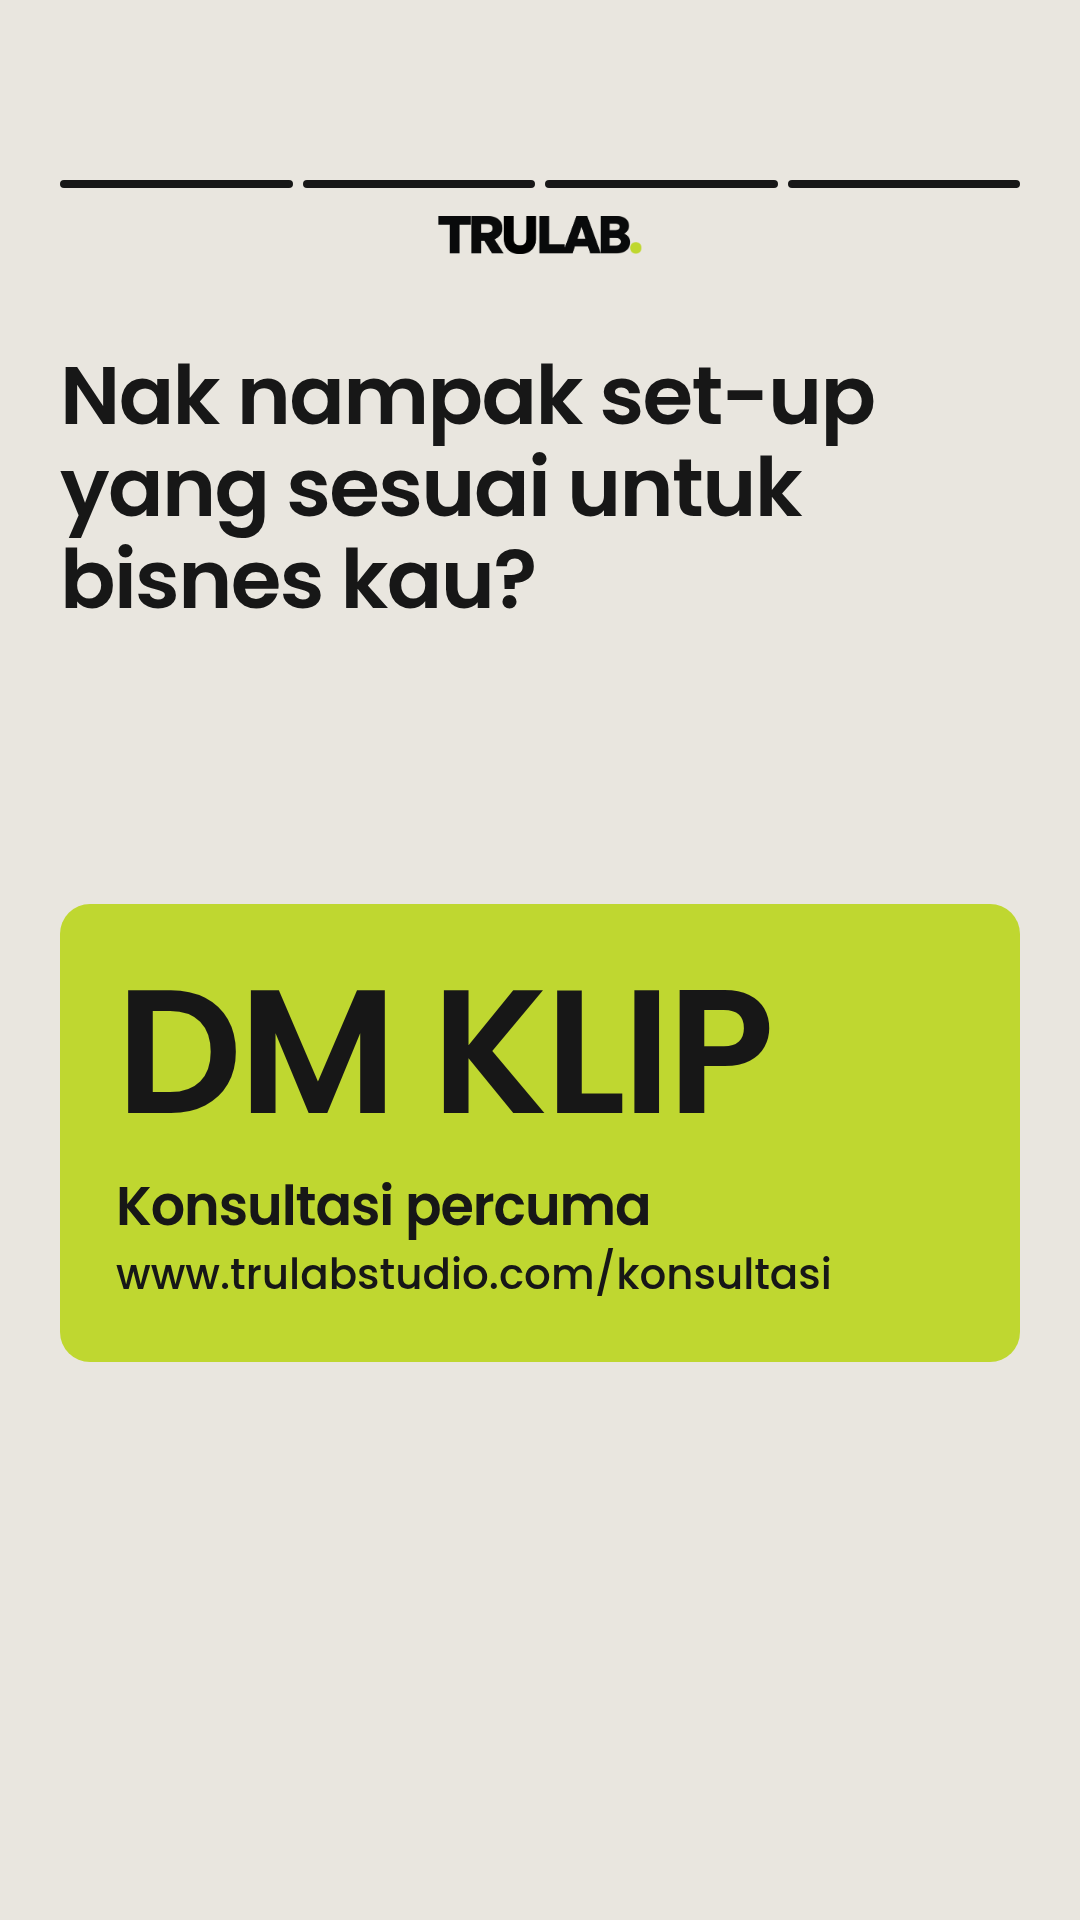 TRULAB.
Nak nampak set-up
yang sesuai untuk
bisnes kau?
DM KLIP
Konsultasi percuma
www.trulabstudio.com/konsultasi